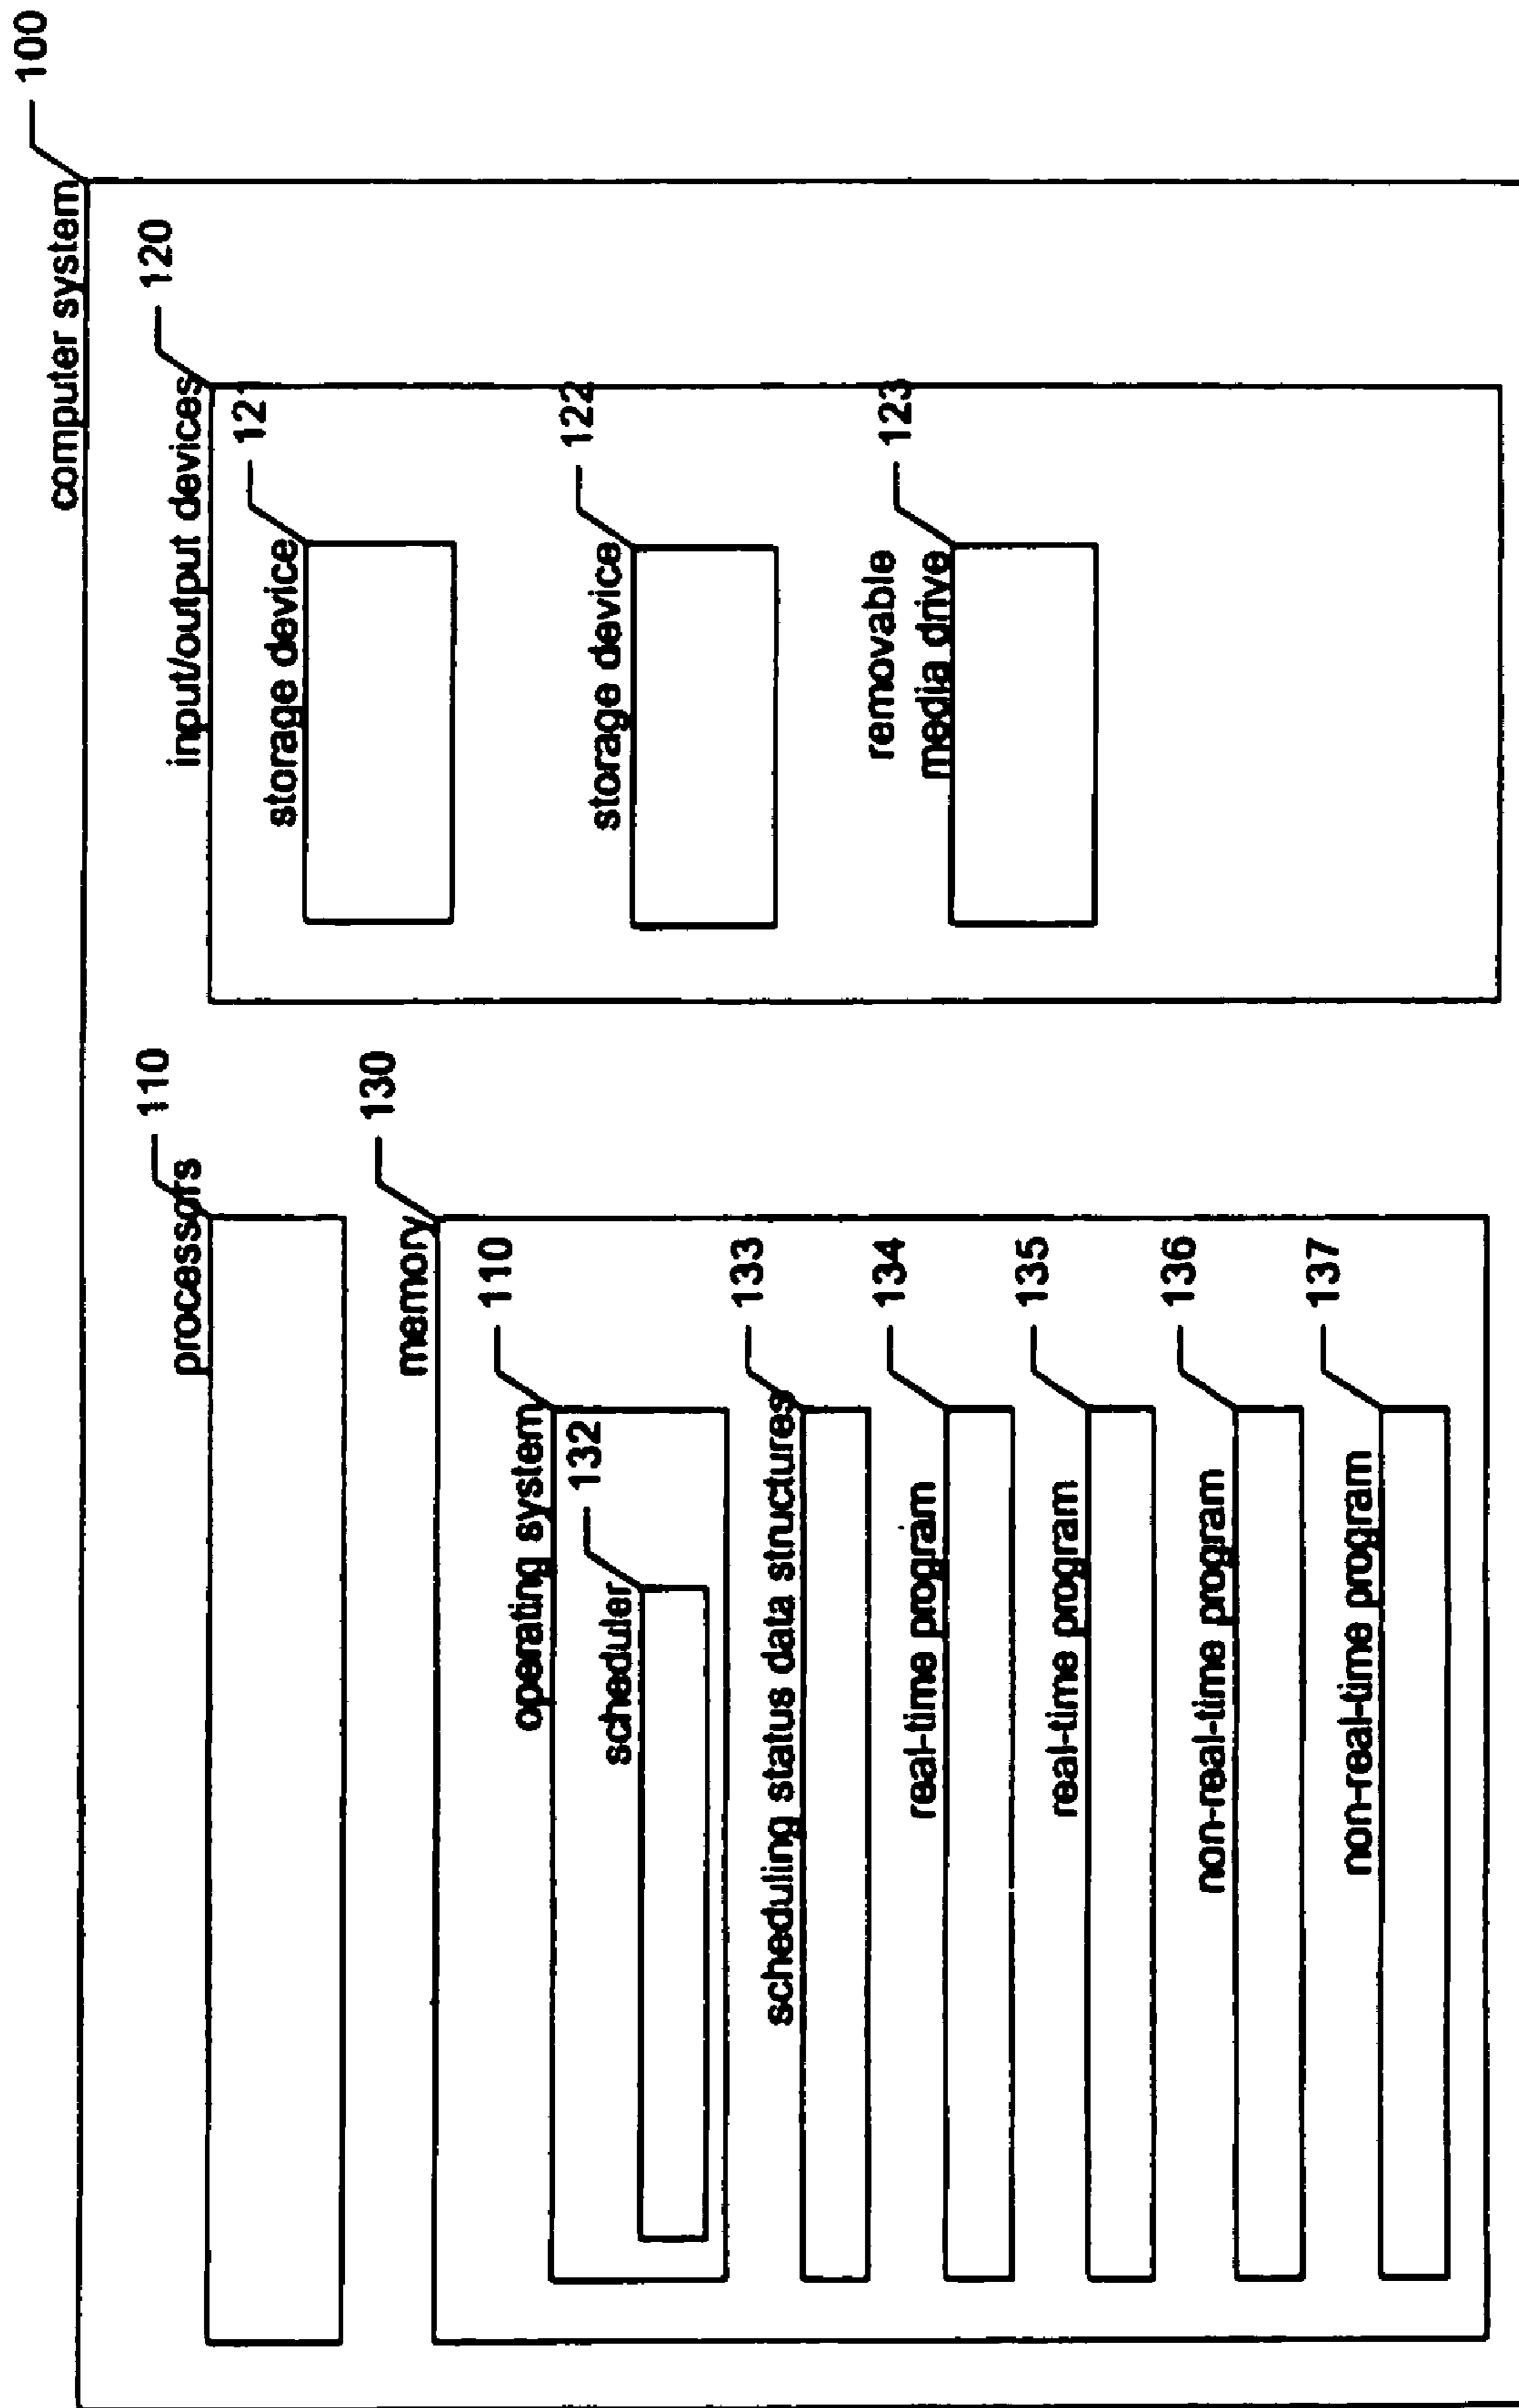 100
computer system
110
processors
130
memory
110
operating system
132
scheduler
133
scheduling status data structures
134
real-time program
135
real-time program
136
non-real-time program
137
non-real-time program
120
input/output devices
121
storage device
122
storage device
123
removable
media drive